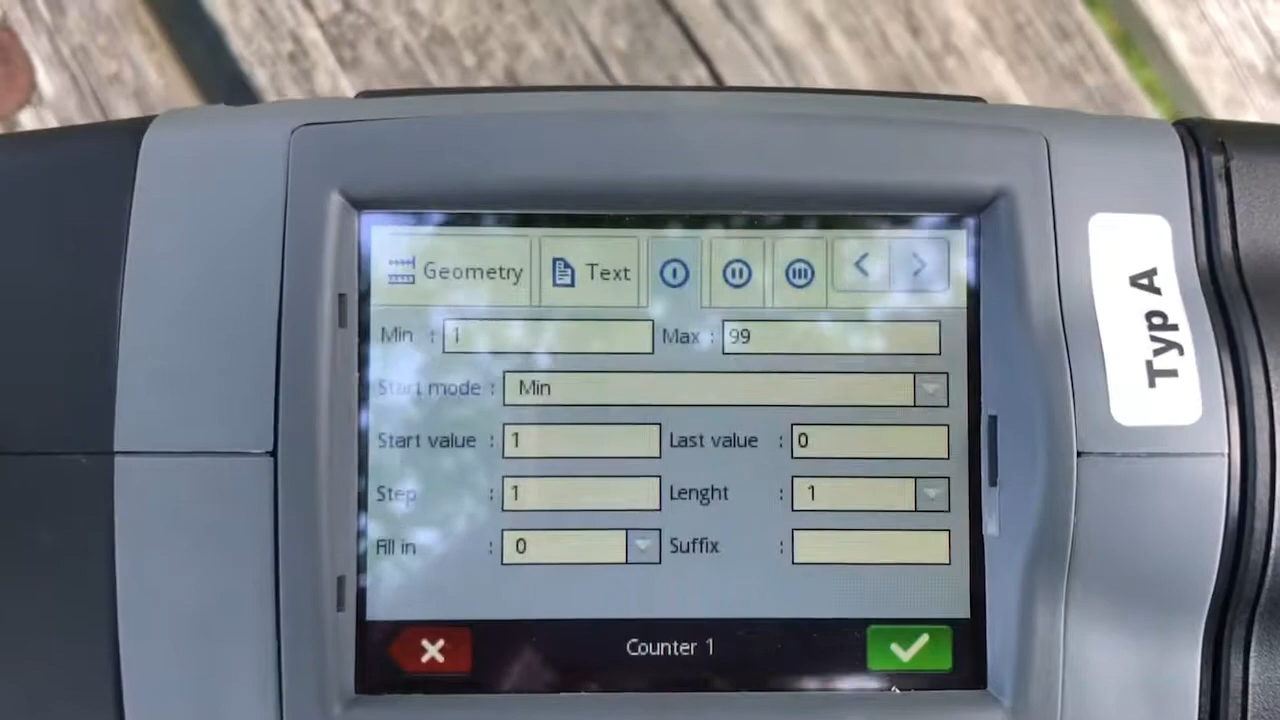 Geometry Text
Min : 1 Max : 99
Start mode : Min
Start value : 1 Last value : 0
Step : 1 Lenght : 1
Fill in : 0 Suffix :
Counter 1
Typ A